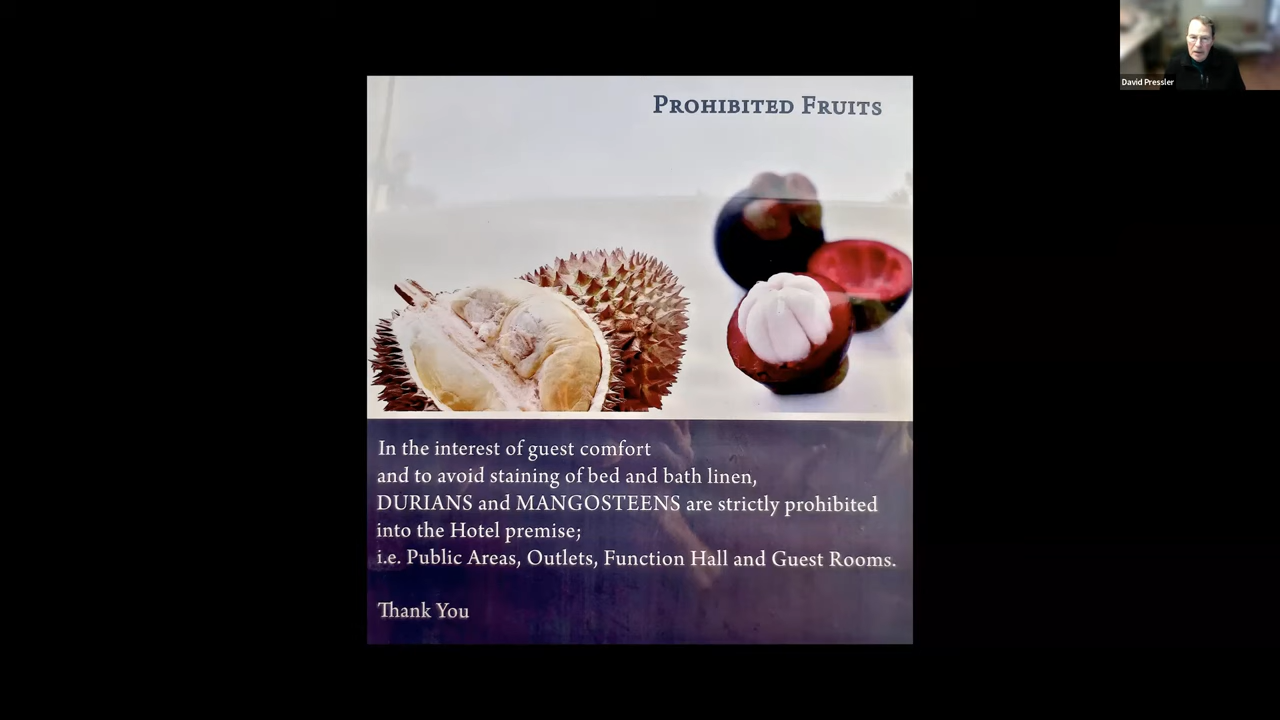 David Pressler
PROHIBITED FRUITS
In the interest of guest comfort
and to avoid staining of bed and bath linen,
DURIANS and MANGOSTEENS are strictly prohibited
into the Hotel premise;
i.e. Public Areas, Outlets, Function Hall and Guest Rooms.
Thank You